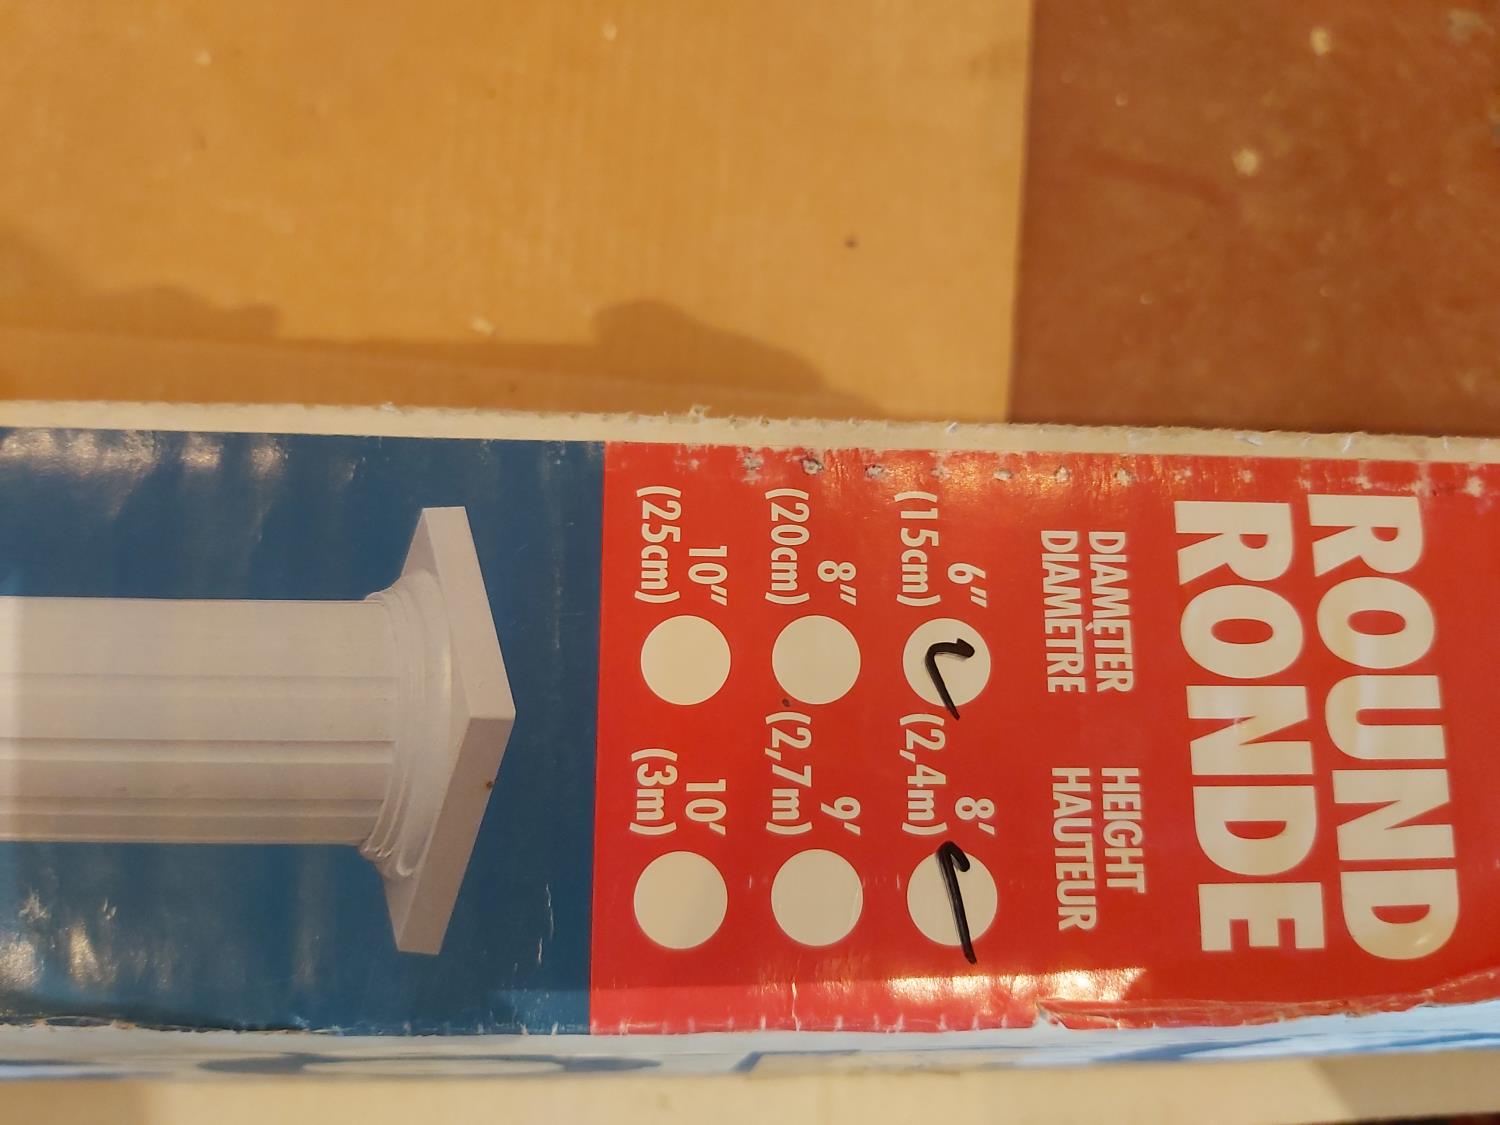 ROUND
RONDE
DIAMETER HEIGHT
DIAMÈTRE HAUTEUR
6" 8'
(15cm) (2,4m)
8" 9'
(20cm) (2,7m)
10" 10'
(25cm) (3m)